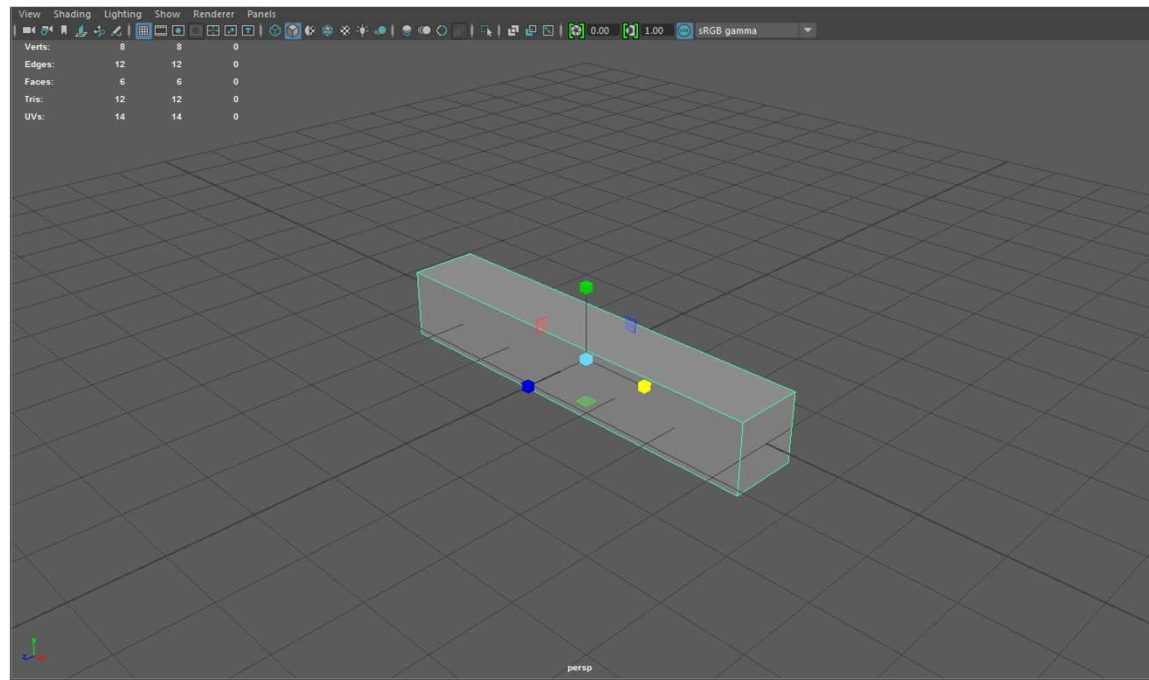 View Shading Lighting Show Renderer Panels
0.00 1.00 sRGB gamma
Verts: 8 8 0
Edges: 12 12 0
Faces: 6 6 0
Tris: 12 12 0
UVs: 14 14 0
y
persp